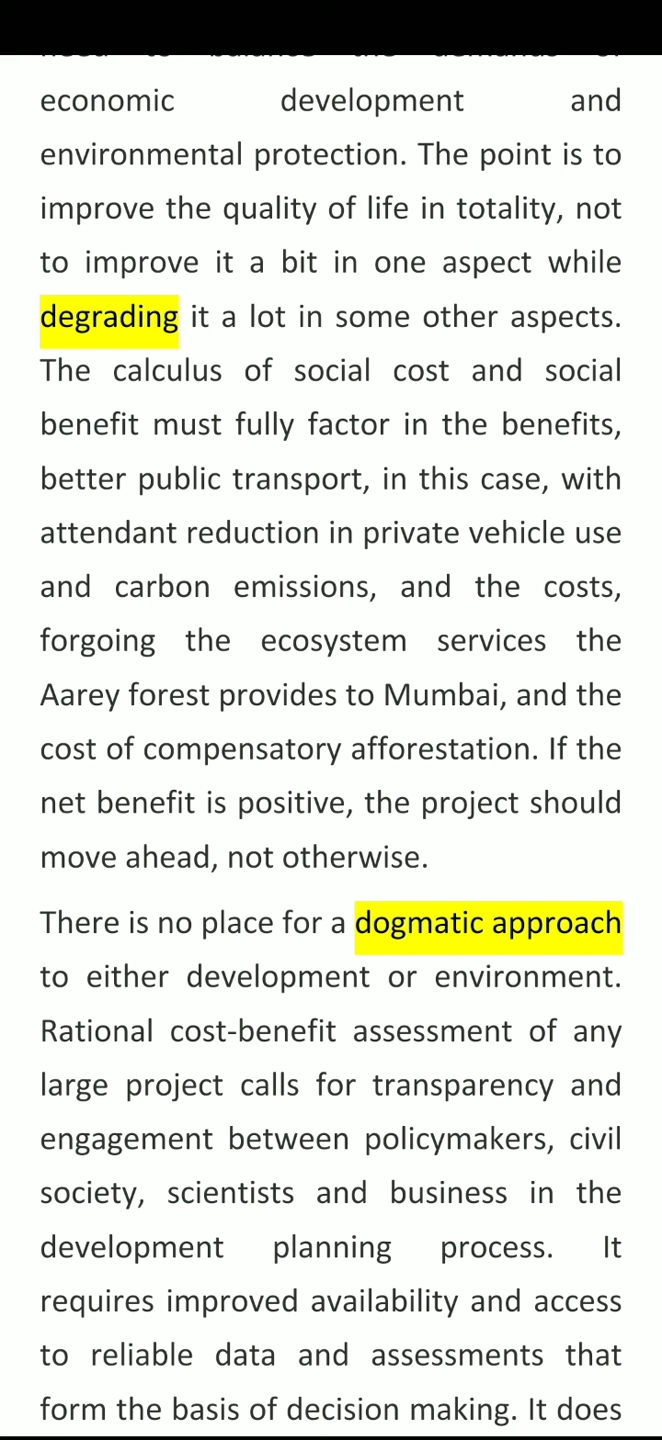 economic development and
environmental protection. The point is to
improve the quality of life in totality, not
to improve it a bit in one aspect while
degrading it a lot in some other aspects.
The calculus of social cost and social
benefit must fully factor in the benefits,
better public transport, in this case, with
attendant reduction in private vehicle use
and carbon emissions, and the costs,
forgoing the ecosystem services the
Aarey forest provides to Mumbai, and the
cost of compensatory afforestation. If the
net benefit is positive, the project should
move ahead, not otherwise.
There is no place for a dogmatic approach
to either development or environment.
Rational cost-benefit assessment of any
large project calls for transparency and
engagement between policymakers, civil
society, scientists and business in the
development planning process. It
requires improved availability and access
to reliable data and assessments that
form the basis of decision making. It does